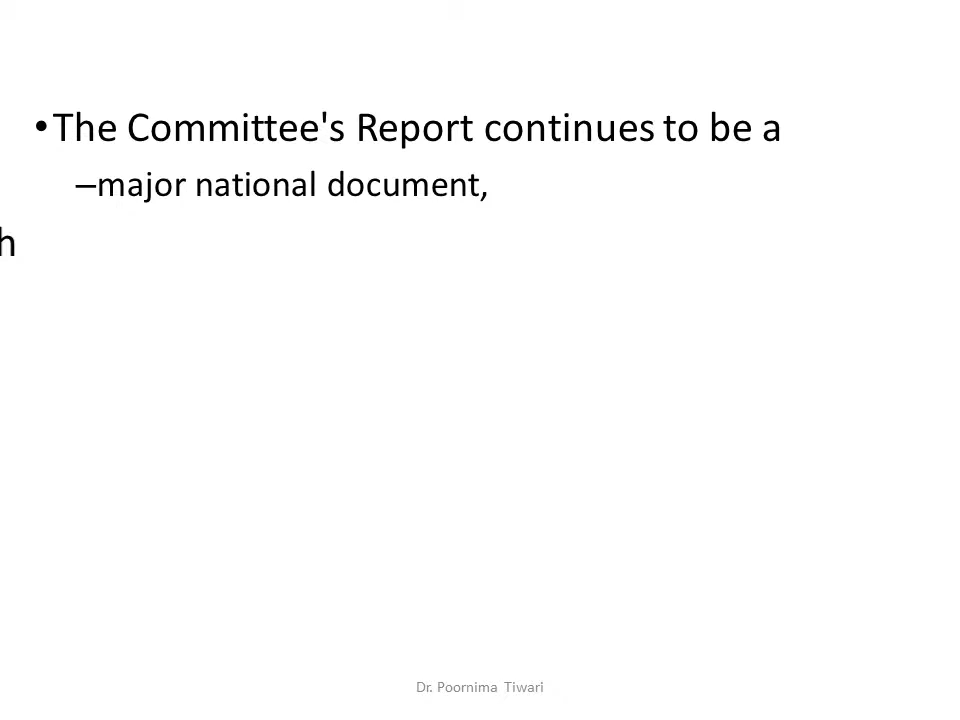 •The Committee's Report continues to be a
–major national document,
h
Dr. Poornima Tiwari